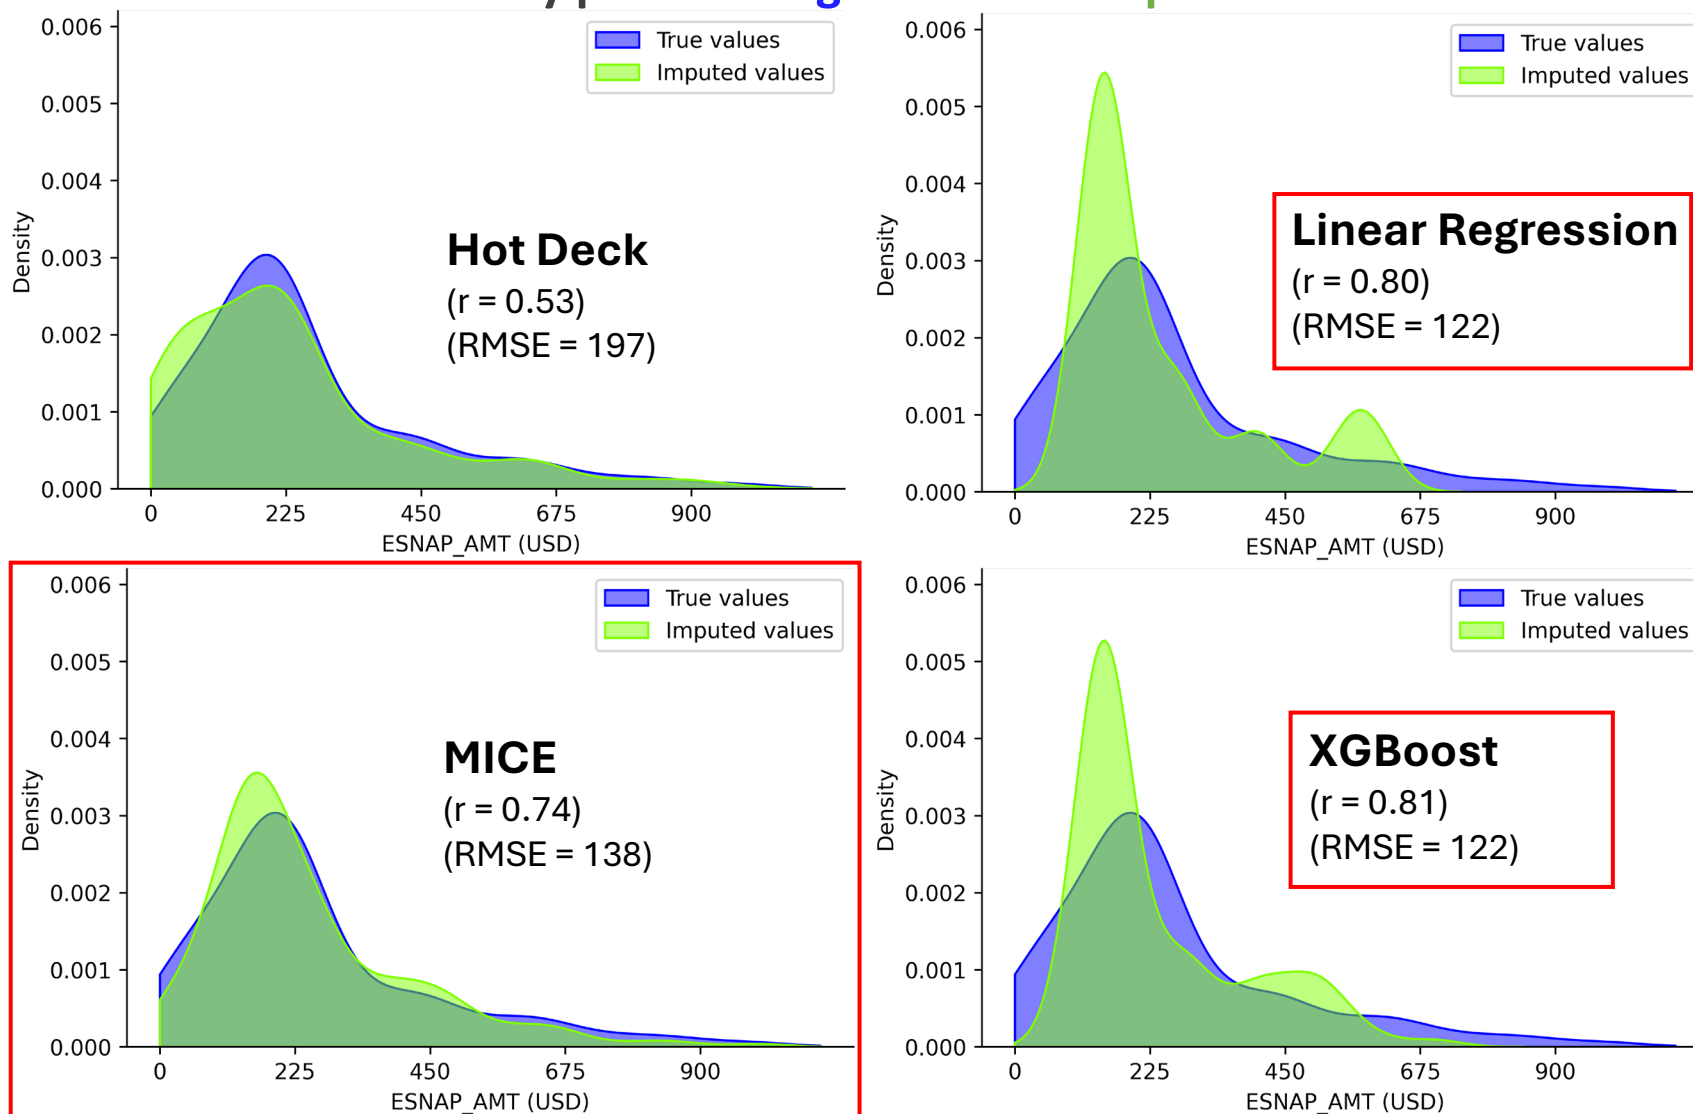 0.006
0.005
0.004
0.003
0.002
0.001
0.000
Density
True values
Imputed values
Hot Deck
(r = 0.53)
(RMSE = 197)
0 225 450 675 900
ESNAP_AMT (USD)
0.006
0.005
0.004
0.003
0.002
0.001
0.000
Density
True values
Imputed values
Linear Regression
(r = 0.80)
(RMSE = 122)
0 225 450 675 900
ESNAP_AMT (USD)
0.006
0.005
0.004
0.003
0.002
0.001
0.000
Density
True values
Imputed values
MICE
(r = 0.74)
(RMSE = 138)
0 225 450 675 900
ESNAP_AMT (USD)
0.006
0.005
0.004
0.003
0.002
0.001
0.000
Density
True values
Imputed values
XGBoost
(r = 0.81)
(RMSE = 122)
0 225 450 675 900
ESNAP_AMT (USD)